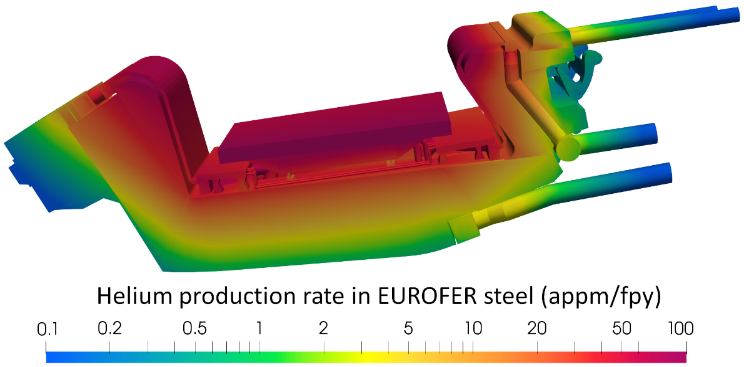 Helium production rate in EUROFER steel (appm/fpy)
0.1 0.2 0.5 1 2 5 10 20 50 100